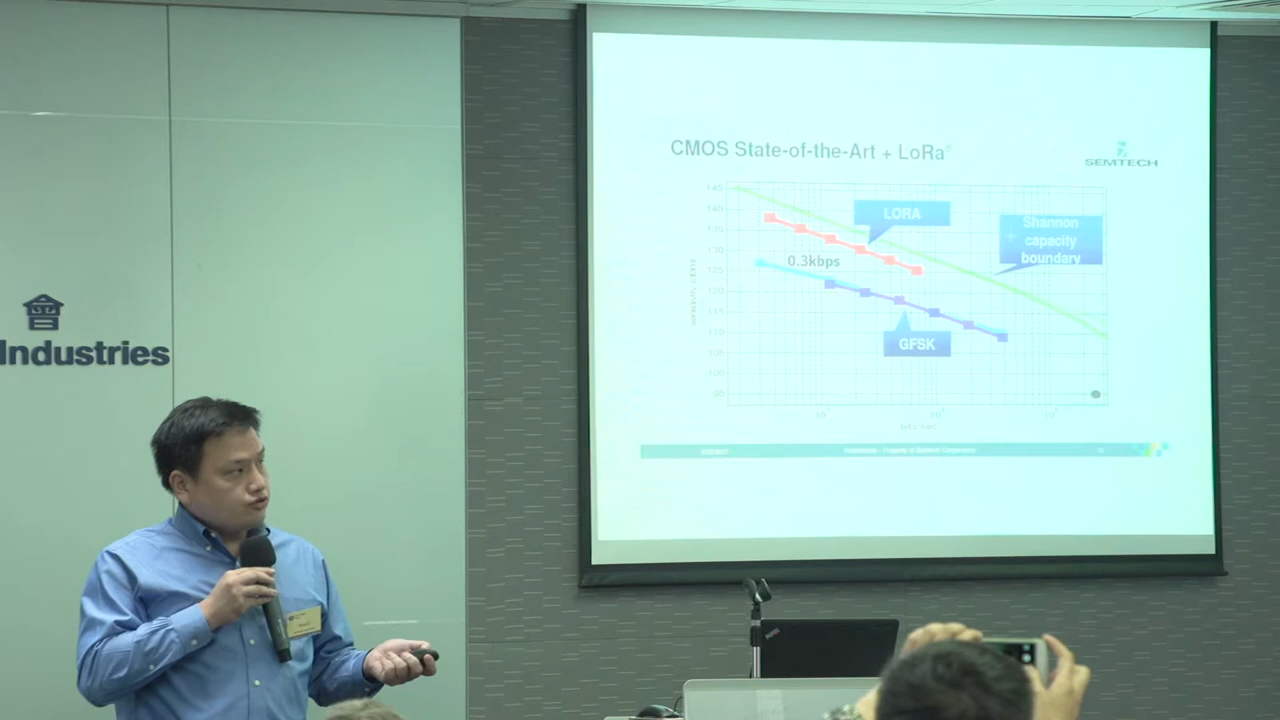 CMOS State-of-the-Art + LoRa®
SEMTECH
145
140
135
130
125
120
115
110
105
100
95
LORA
Shannon
capacity
boundary
0.3kbps
GFSK
Industries